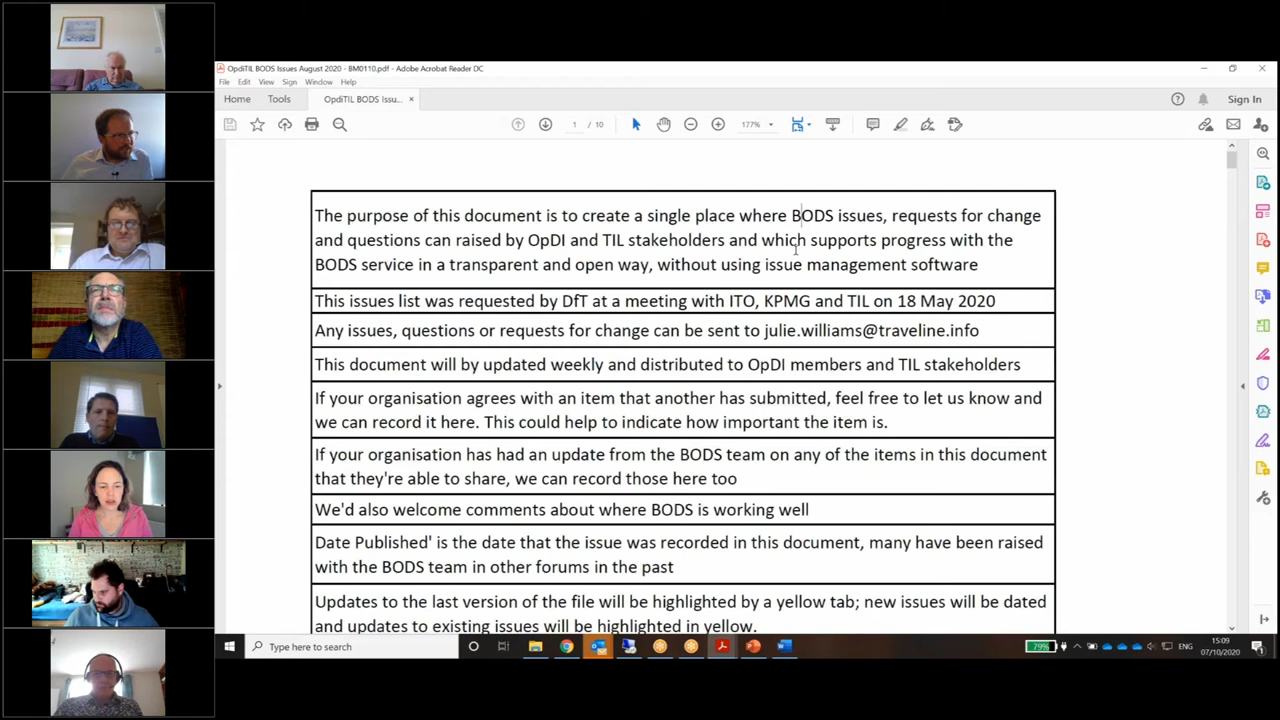 OpdiTIL BODS Issues August 2020 - BM0110.pdf - Adobe Acrobat Reader DC
File Edit View Sign Window Help
Home Tools OpdiTIL BODS Issu... ×
Sign In
1 / 10
177%
The purpose of this document is to create a single place where BODS issues, requests for change
and questions can raised by OpDI and TIL stakeholders and which supports progress with the
BODS service in a transparent and open way, without using issue management software
This issues list was requested by DfT at a meeting with ITO, KPMG and TIL on 18 May 2020
Any issues, questions or requests for change can be sent to julie.williams@traveline.info
This document will by updated weekly and distributed to OpDI members and TIL stakeholders
If your organisation agrees with an item that another has submitted, feel free to let us know and
we can record it here. This could help to indicate how important the item is.
If your organisation has had an update from the BODS team on any of the items in this document
that they're able to share, we can record those here too
We'd also welcome comments about where BODS is working well
Date Published' is the date that the issue was recorded in this document, many have been raised
with the BODS team in other forums in the past
Updates to the last version of the file will be highlighted by a yellow tab; new issues will be dated
and updates to existing issues will be highlighted in yellow.
Type here to search
79%
ENG
15:09
07/10/2020